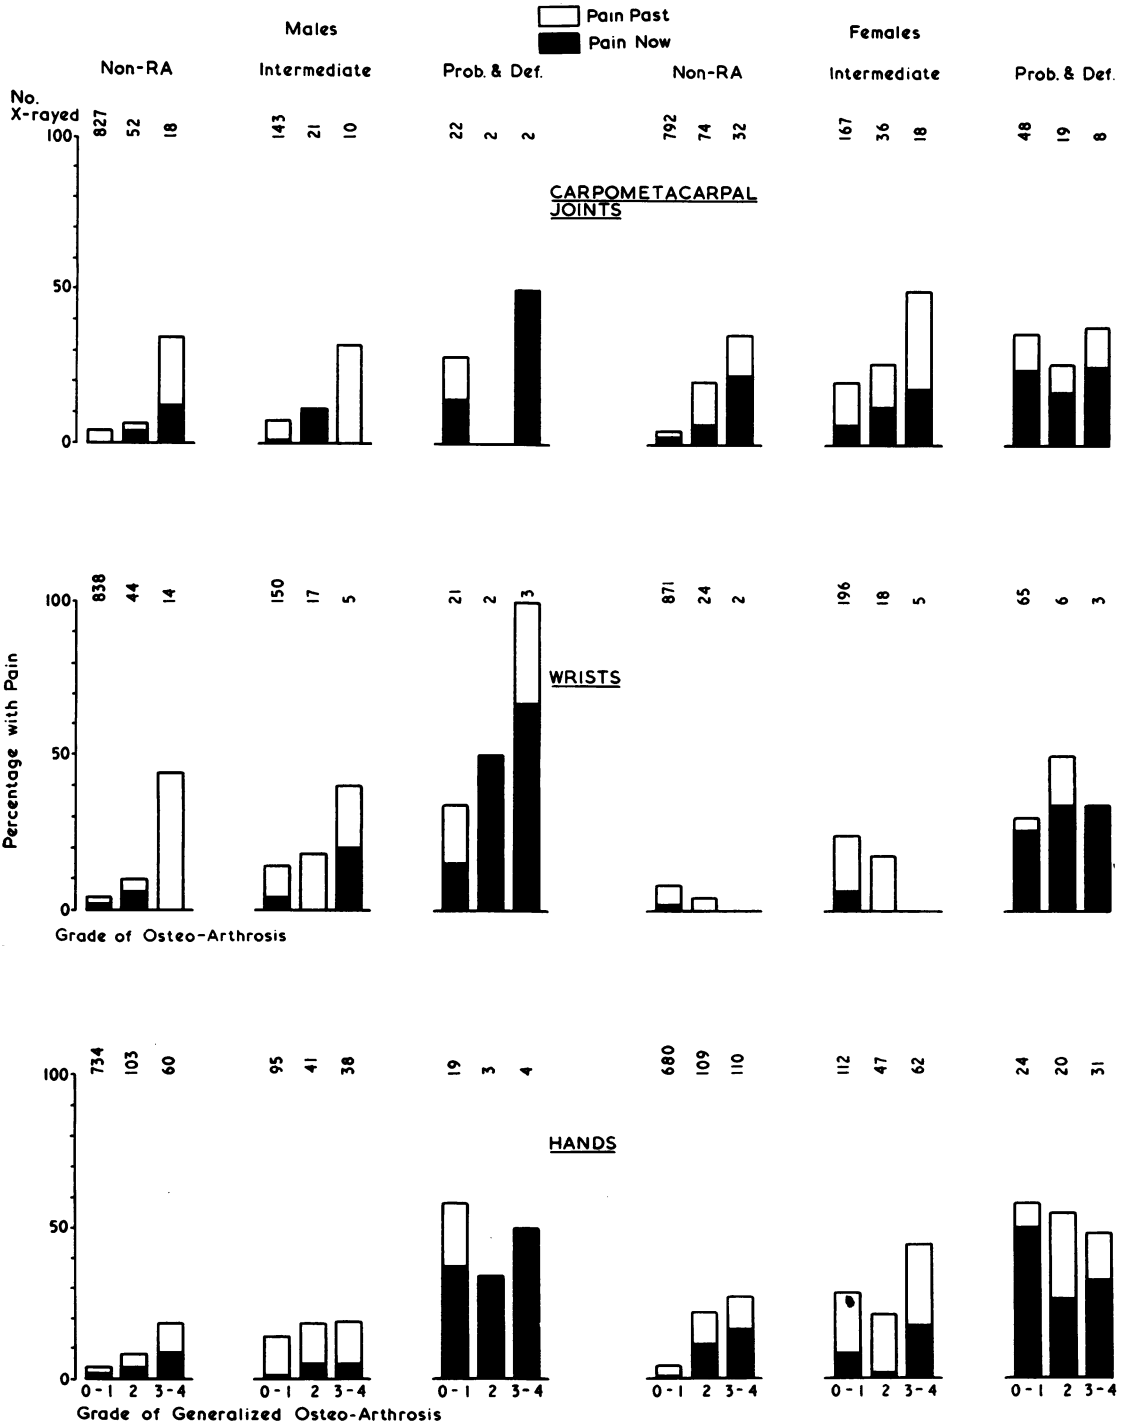 Males
Pain Past
Pain Now
Females
Non-RA Intermediate Prob. & Def. Non-RA Intermediate Prob. & Def.
No.
X-rayed 827 52 18 143 21 10 22 2 2 792 74 32 167 36 18 48 19 8
100
CARPOMETACARPAL
JOINTS
50
0
838 44 14 150 17 5 21 2 3 871 24 2 196 18 5 65 6 3
100
WRISTS
Percentage with Pain
50
0
Grade of Osteo-Arthrosis
734 103 60 95 41 38 19 3 4 680 109 110 112 47 62 24 20 31
100
HANDS
50
0
0-1 2 3-4 0-1 2 3-4 0-1 2 3-4 0-1 2 3-4 0-1 2 3-4 0-1 2 3-4
Grade of Generalized Osteo-Arthrosis